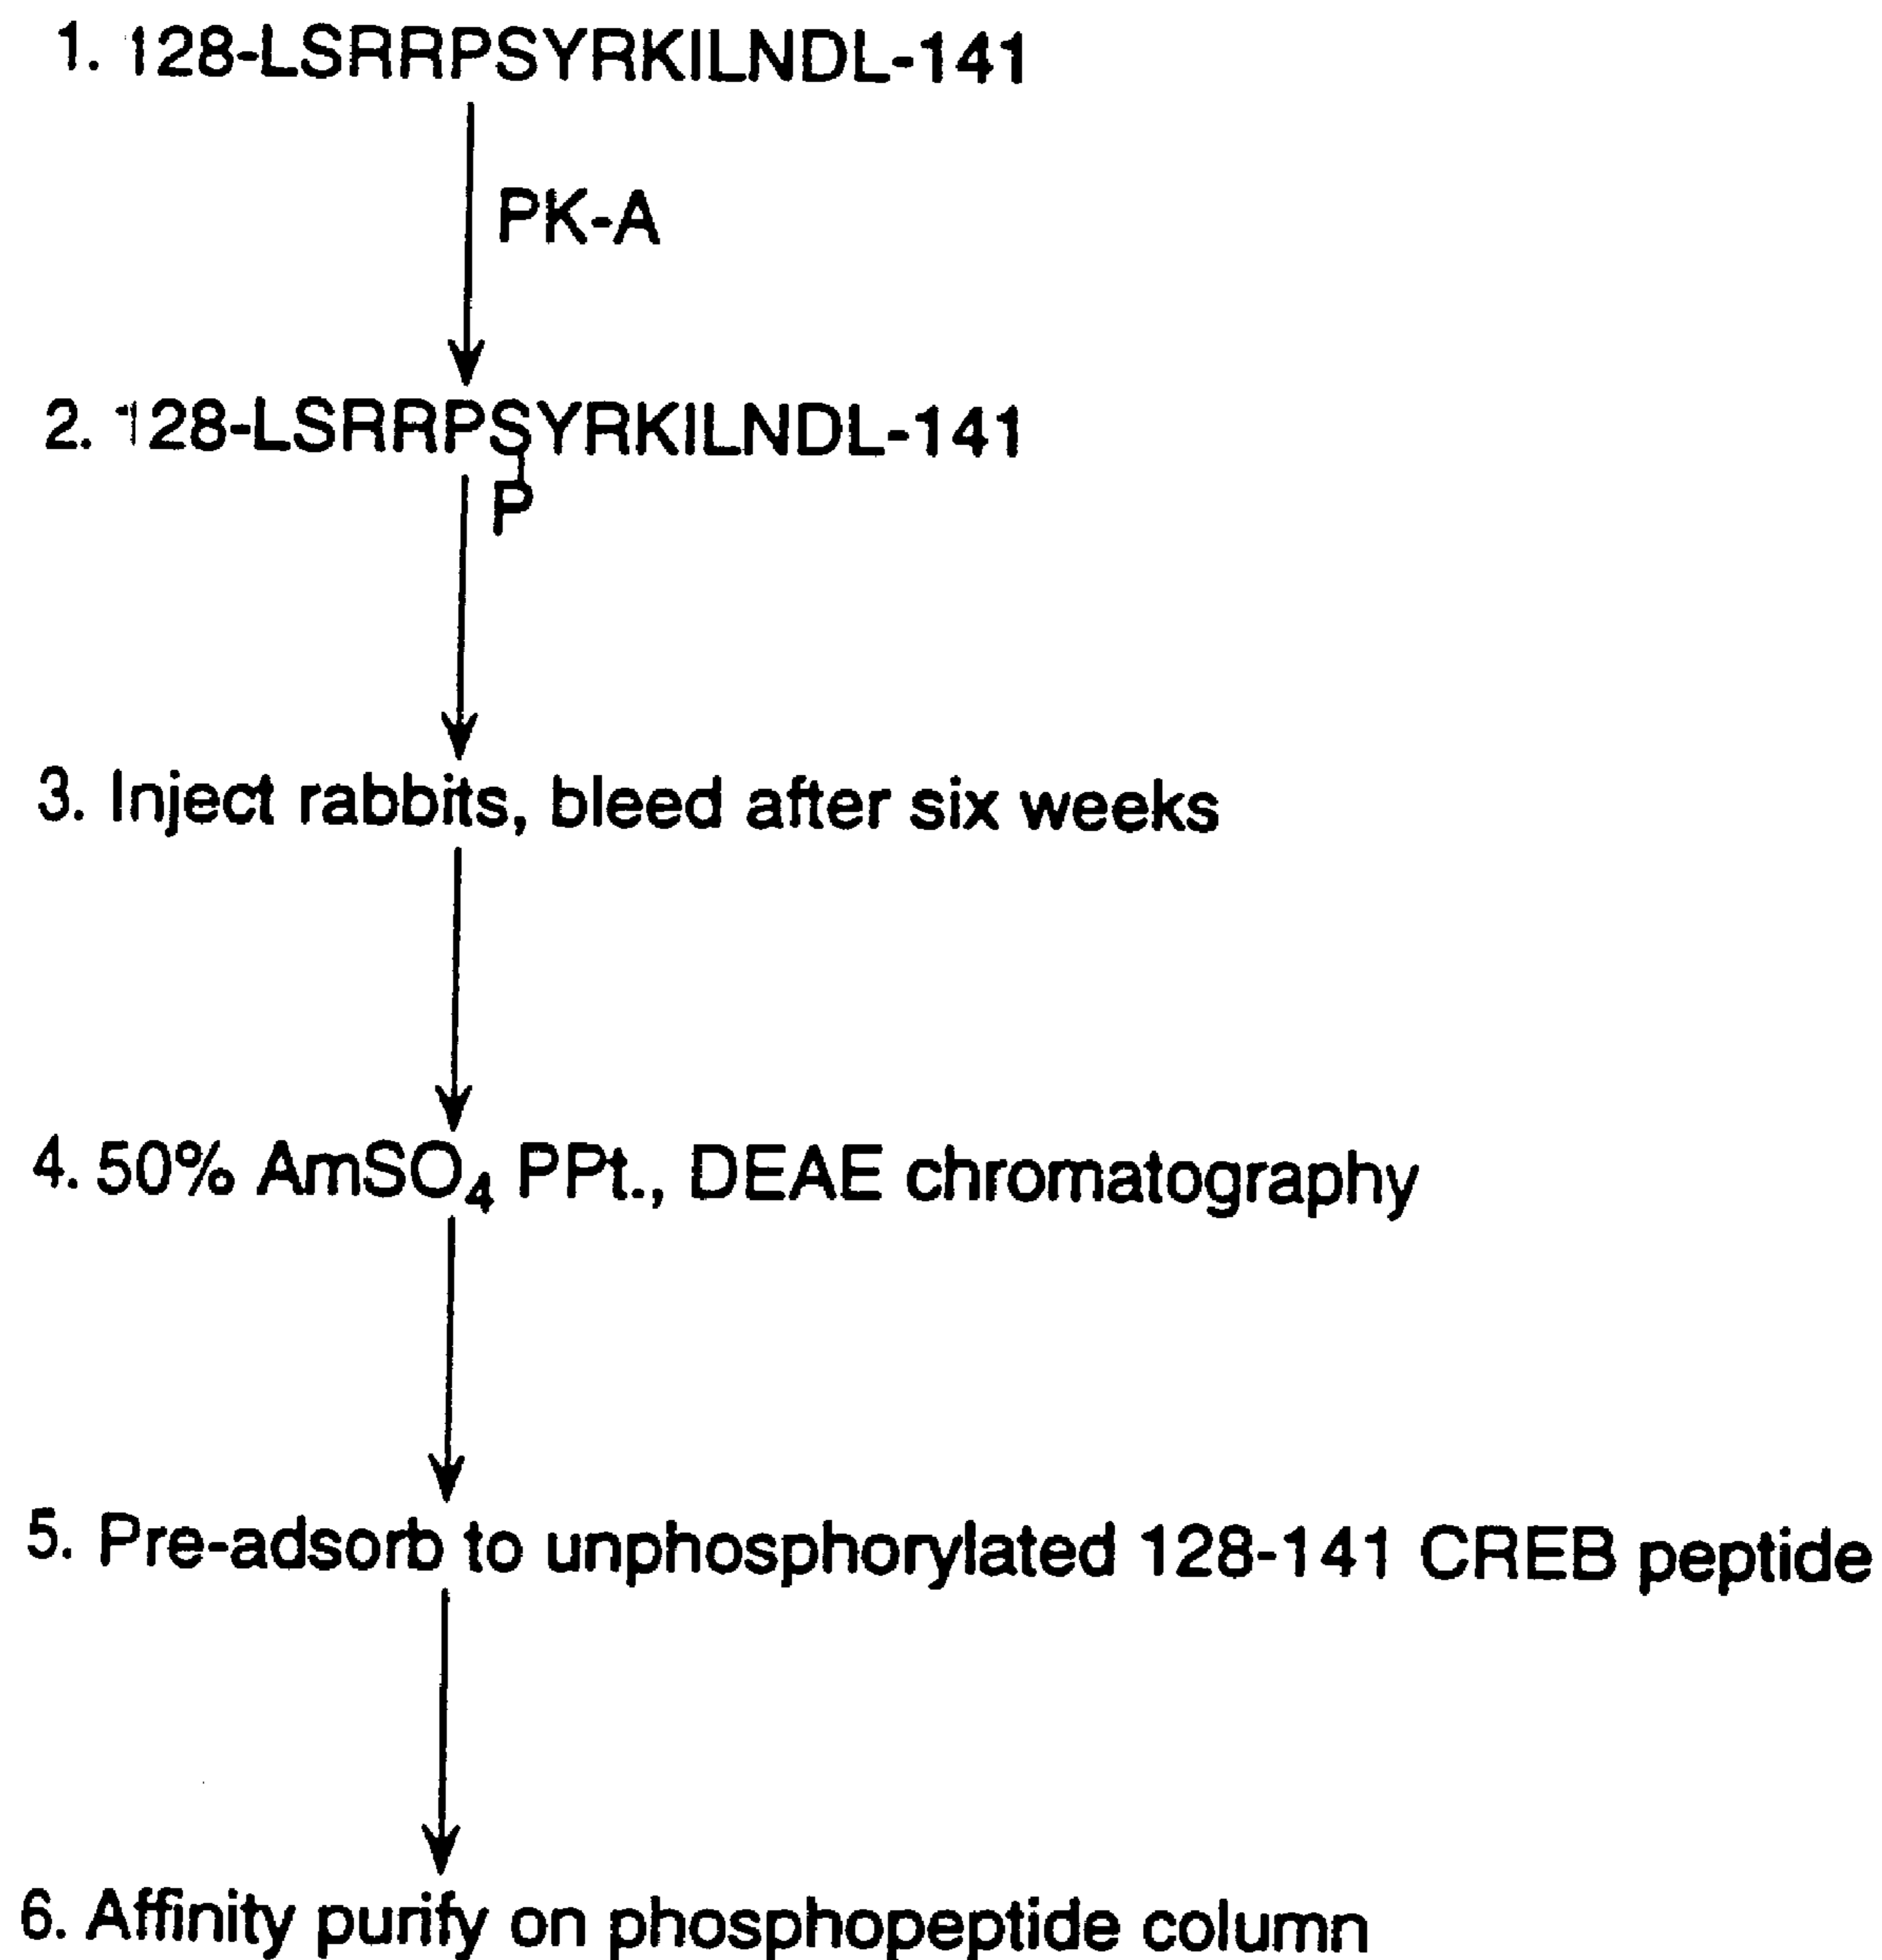 1. 128-LSRRPSYRKILNDL-141
PK-A
2. 128-LSRRPSYRKILNDL-141
P
3. Inject rabbits, bleed after six weeks
4. 50% AmSO4 PPt., DEAE chromatography
5. Pre-adsorb to unphosphorylated 128-141 CREB peptide
6. Affinity purify on phosphopeptide column